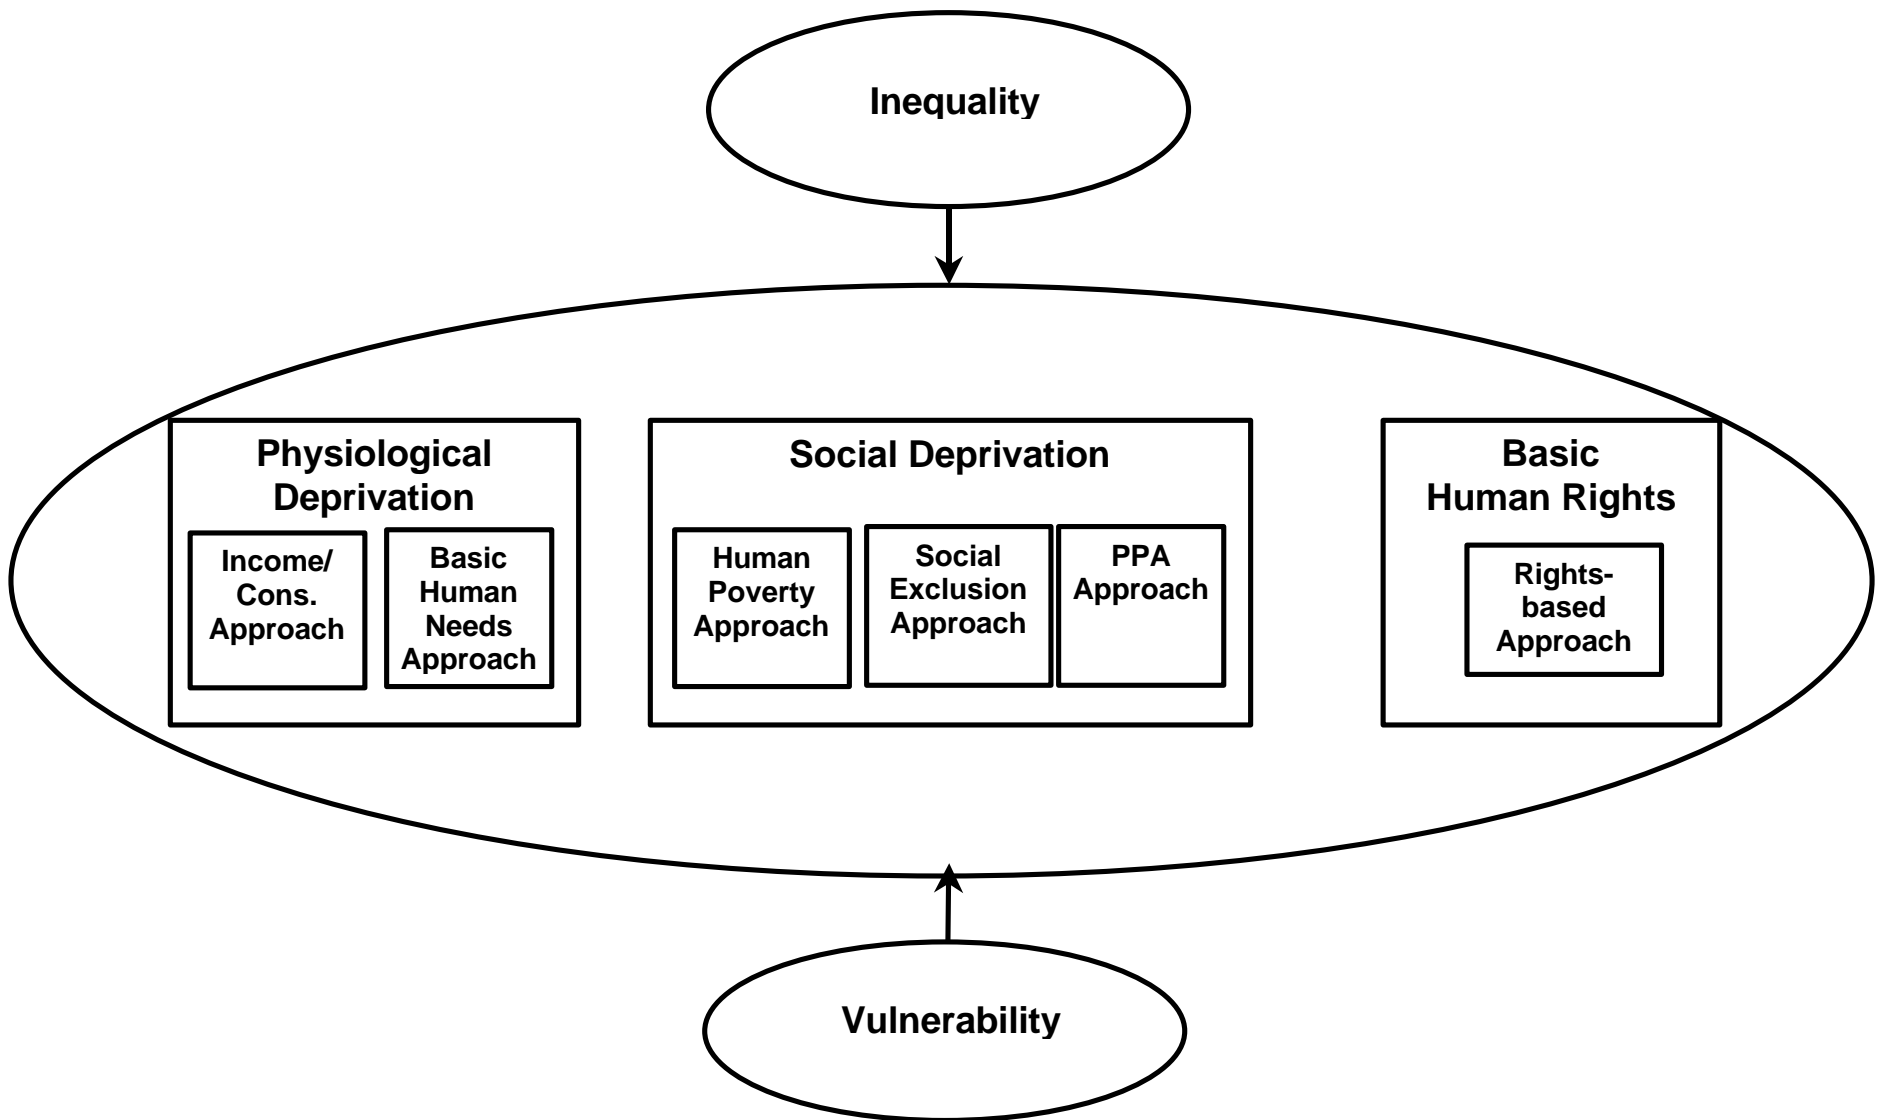 Inequality
Physiological
Deprivation
Income/
Cons.
Approach
Basic
Human
Needs
Approach
Social Deprivation
Human
Poverty
Approach
Social
Exclusion
Approach
PPA
Approach
Basic
Human Rights
Rights-
based
Approach
Vulnerability